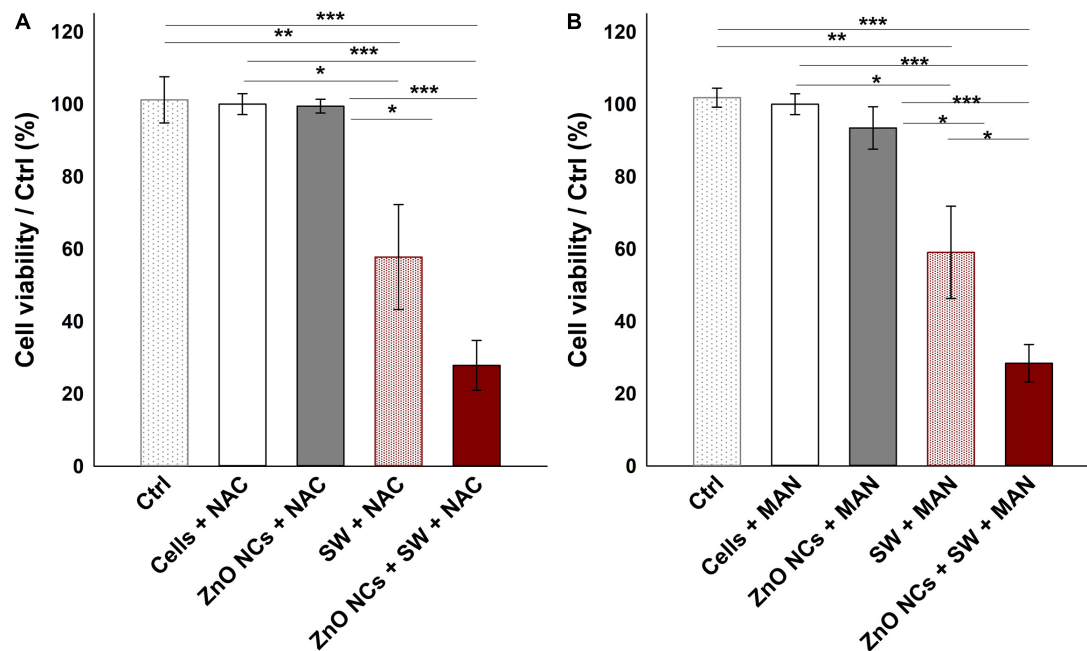 A
Cell viability / Ctrl (%)
120
100
80
60
40
20
0
***
**
***
*
***
*
Ctrl
Cells + NAC
ZnO NCs + NAC
SW + NAC
ZnO NCs + SW + NAC
B
Cell viability / Ctrl (%)
120
100
80
60
40
20
0
***
**
***
*
***
*
*
Ctrl
Cells + MAN
ZnO NCs + MAN
SW + MAN
ZnO NCs + SW + MAN